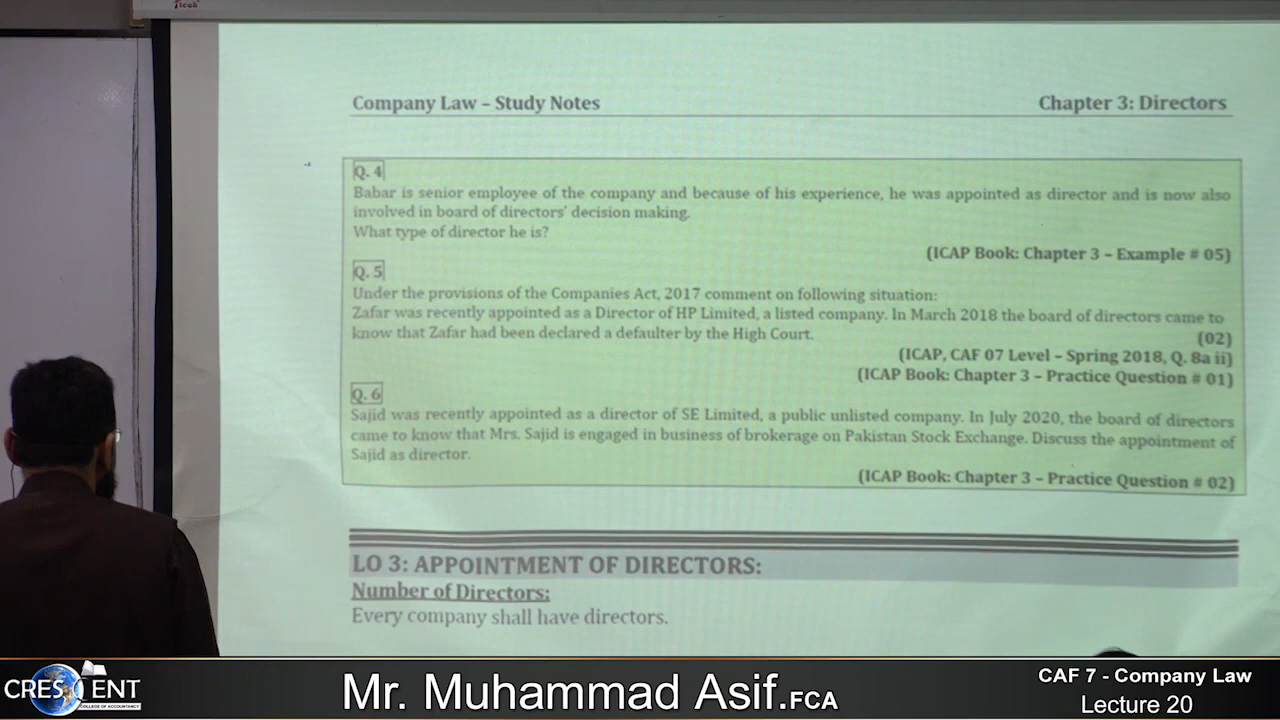 Ticah
Company Law – Study Notes
Chapter 3: Directors
Q. 4
Babar is senior employee of the company and because of his experience, he was appointed as director and is now also
involved in board of directors' decision making.
What type of director he is?
(ICAP Book: Chapter 3 – Example # 05)
Q. 5
Under the provisions of the Companies Act, 2017 comment on following situation:
Zafar was recently appointed as a Director of HP Limited, a listed company. In March 2018 the board of directors came to
know that Zafar had been declared a defaulter by the High Court.
(02)
(ICAP, CAF 07 Level – Spring 2018, Q. 8a ii)
(ICAP Book: Chapter 3 – Practice Question # 01)
Q. 6
Sajid was recently appointed as a director of SE Limited, a public unlisted company. In July 2020, the board of directors
came to know that Mrs. Sajid is engaged in business of brokerage on Pakistan Stock Exchange. Discuss the appointment of
Sajid as director.
(ICAP Book: Chapter 3 – Practice Question # 02)
LO 3: APPOINTMENT OF DIRECTORS:
Number of Directors:
Every company shall have directors.
CRESCENT
COLLEGE OF ACCOUNTANCY
Mr. Muhammad Asif.FCA
CAF 7 - Company Law
Lecture 20